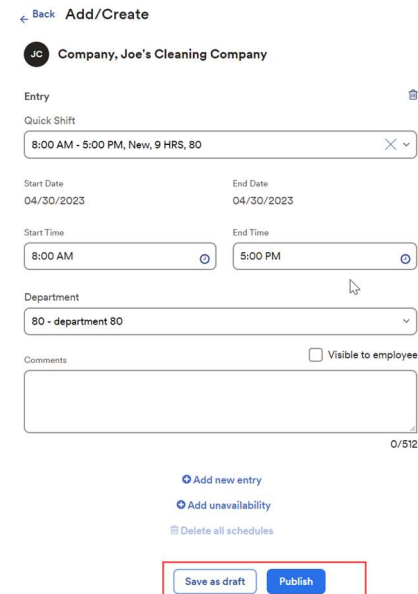 Back Add/Create
JC Company, Joe's Cleaning Company
Entry
Quick Shift
8:00 AM - 5:00 PM, New, 9 HRS, 80
Start Date End Date
04/30/2023 04/30/2023
Start Time End Time
8:00 AM 5:00 PM
Department
80 - department 80
Comments Visible to employee
0/512
Add new entry
Add unavailability
Delete all schedules
Save as draft Publish